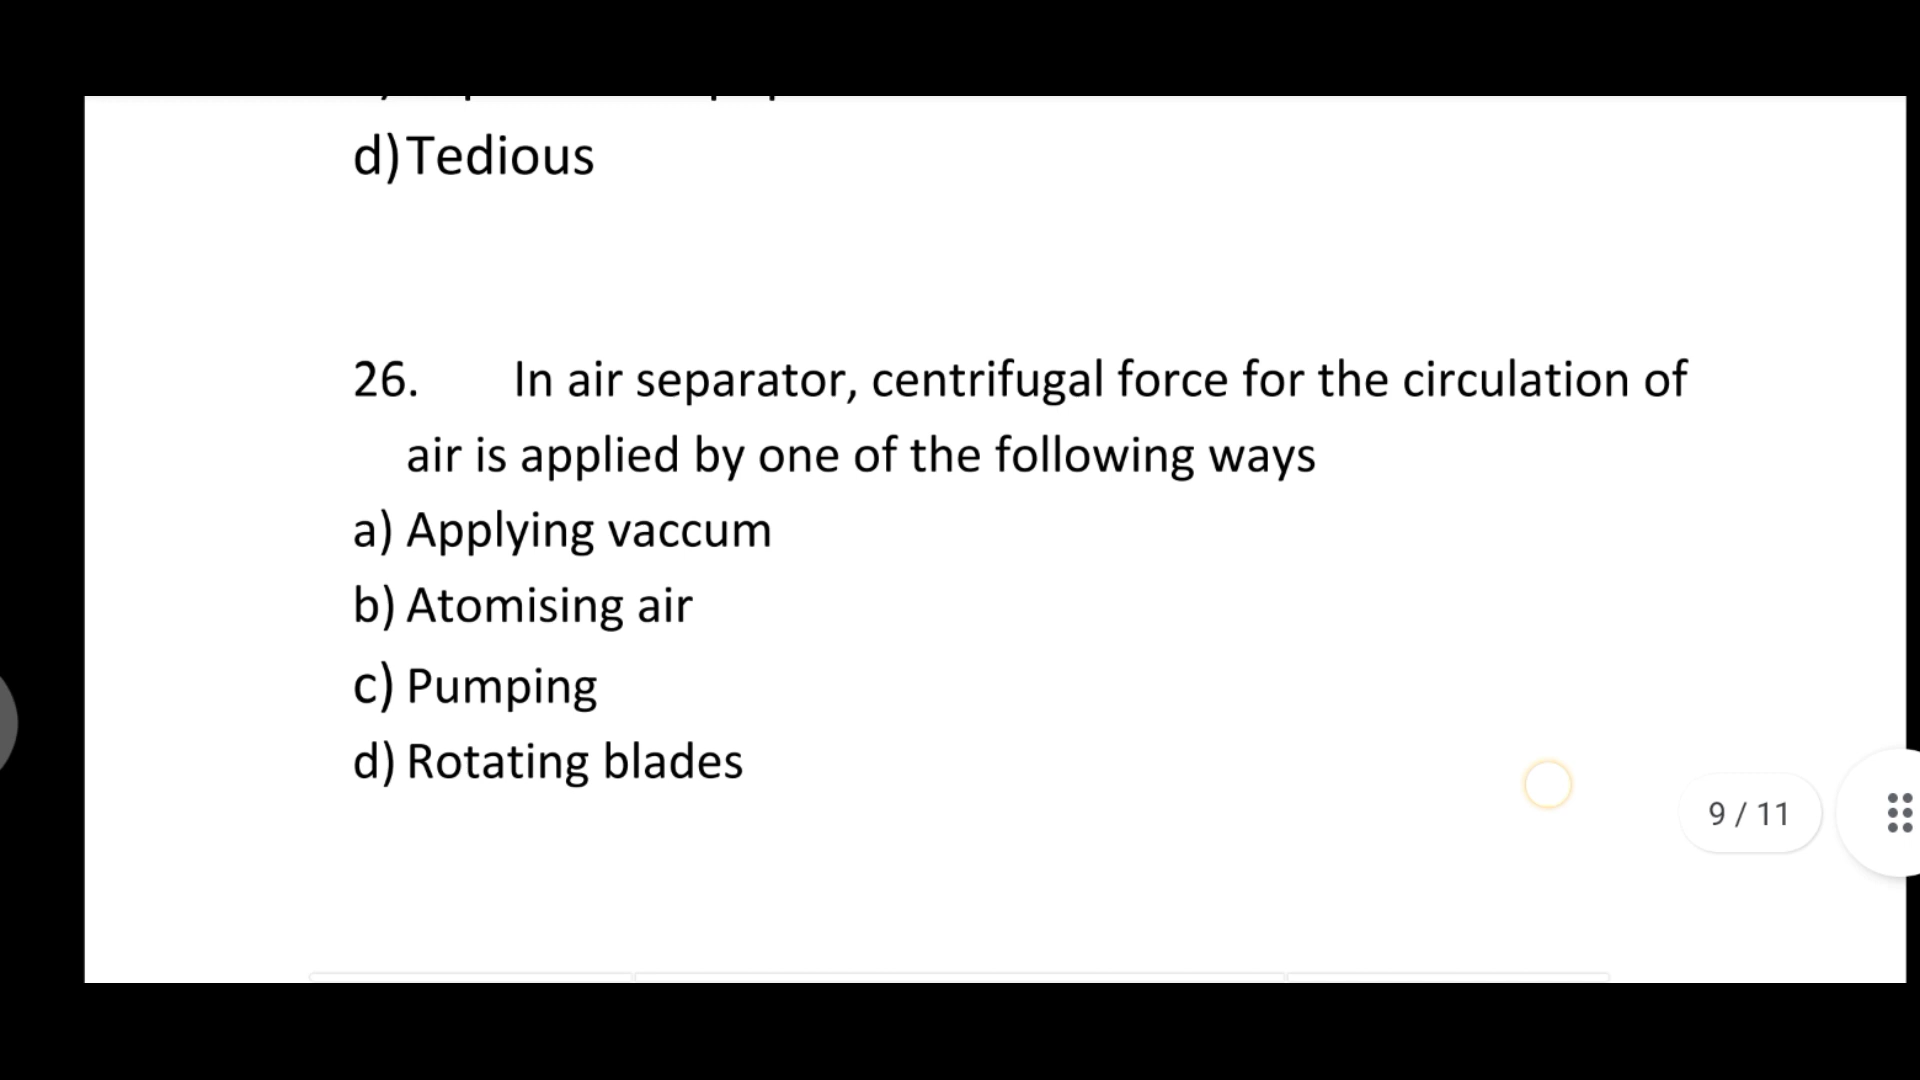 d) Tedious
26. In air separator, centrifugal force for the circulation of
air is applied by one of the following ways
a) Applying vaccum
b) Atomising air
c) Pumping
d) Rotating blades
9 / 11